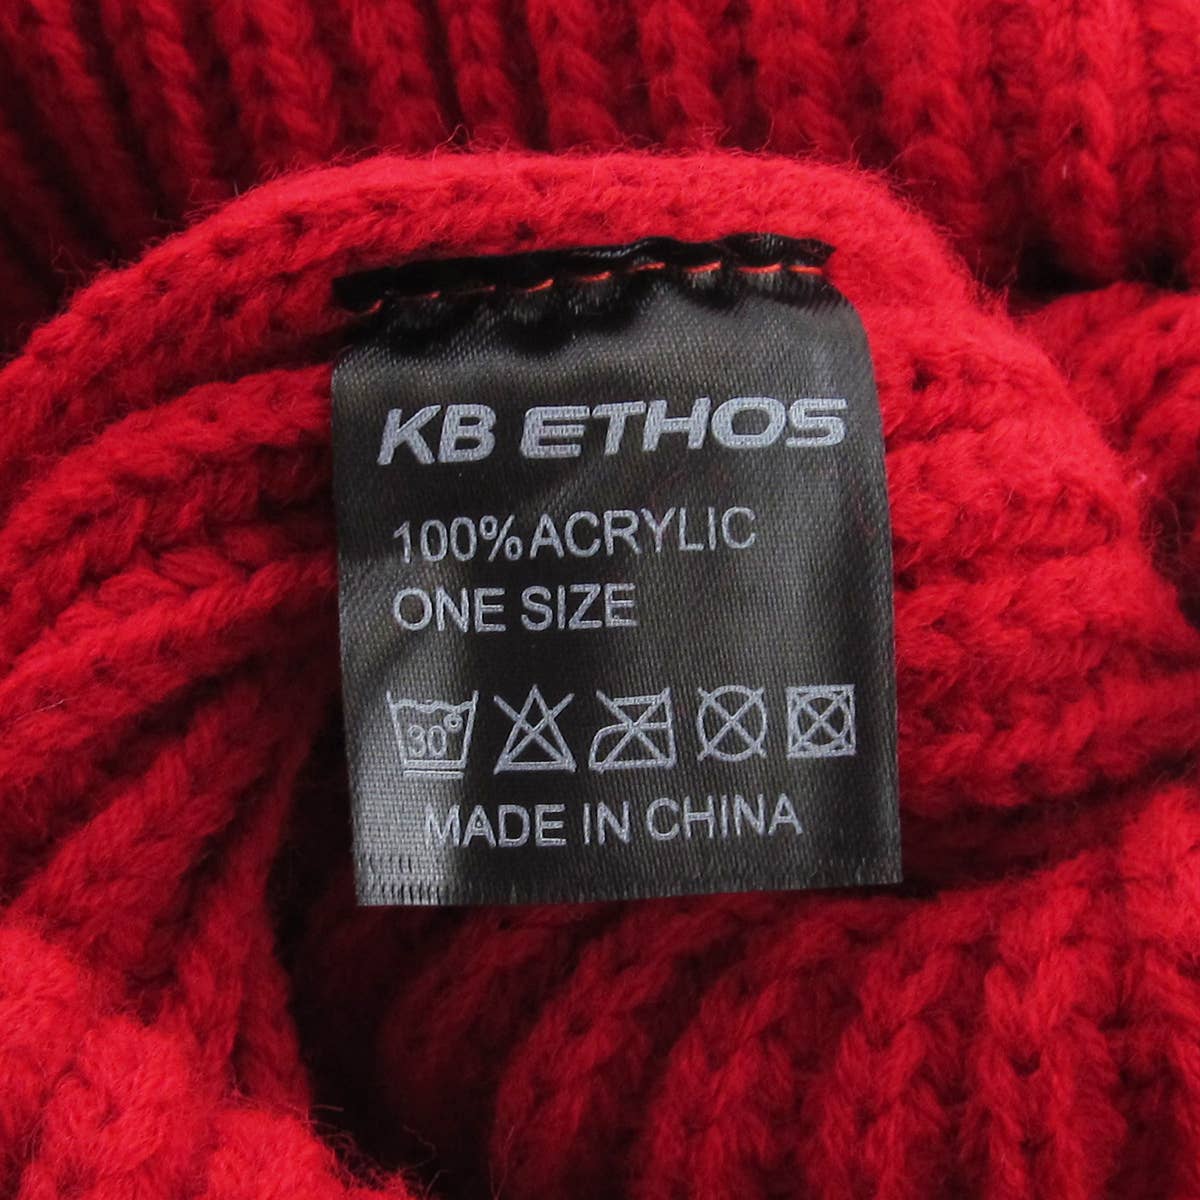 KB ETHOS
100% ACRYLIC
ONE SIZE
30°
MADE IN CHINA